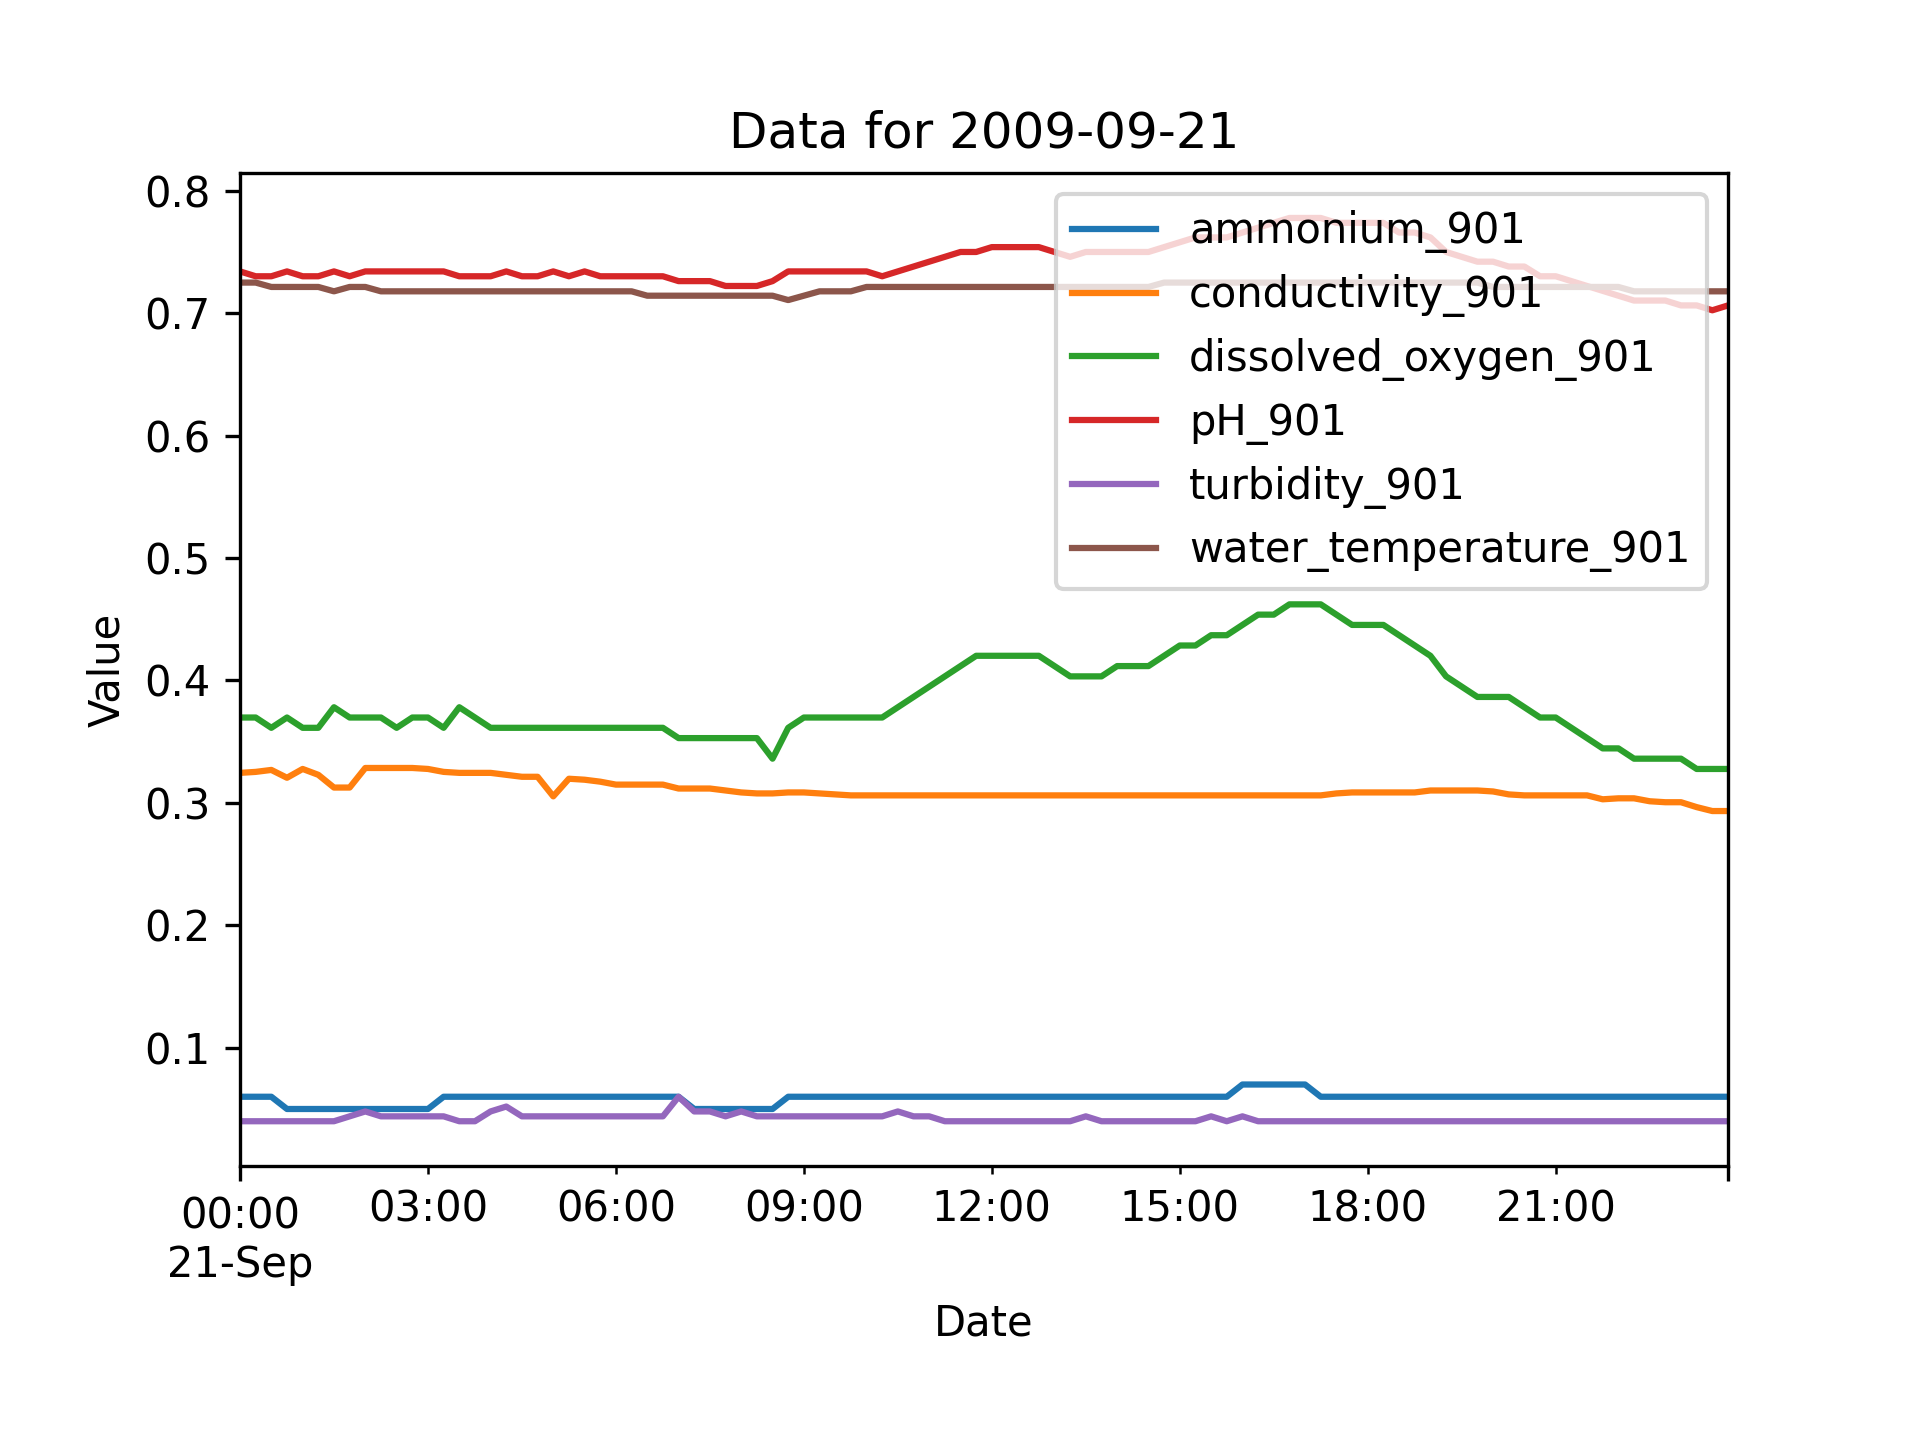 Data for 2009-09-21
0.8
0.7
0.6
0.5
0.4
0.3
0.2
0.1
Value
ammonium_901
conductivity_901
dissolved_oxygen_901
pH_901
turbidity_901
water_temperature_901
00:00 03:00 06:00 09:00 12:00 15:00 18:00 21:00
21-Sep
Date